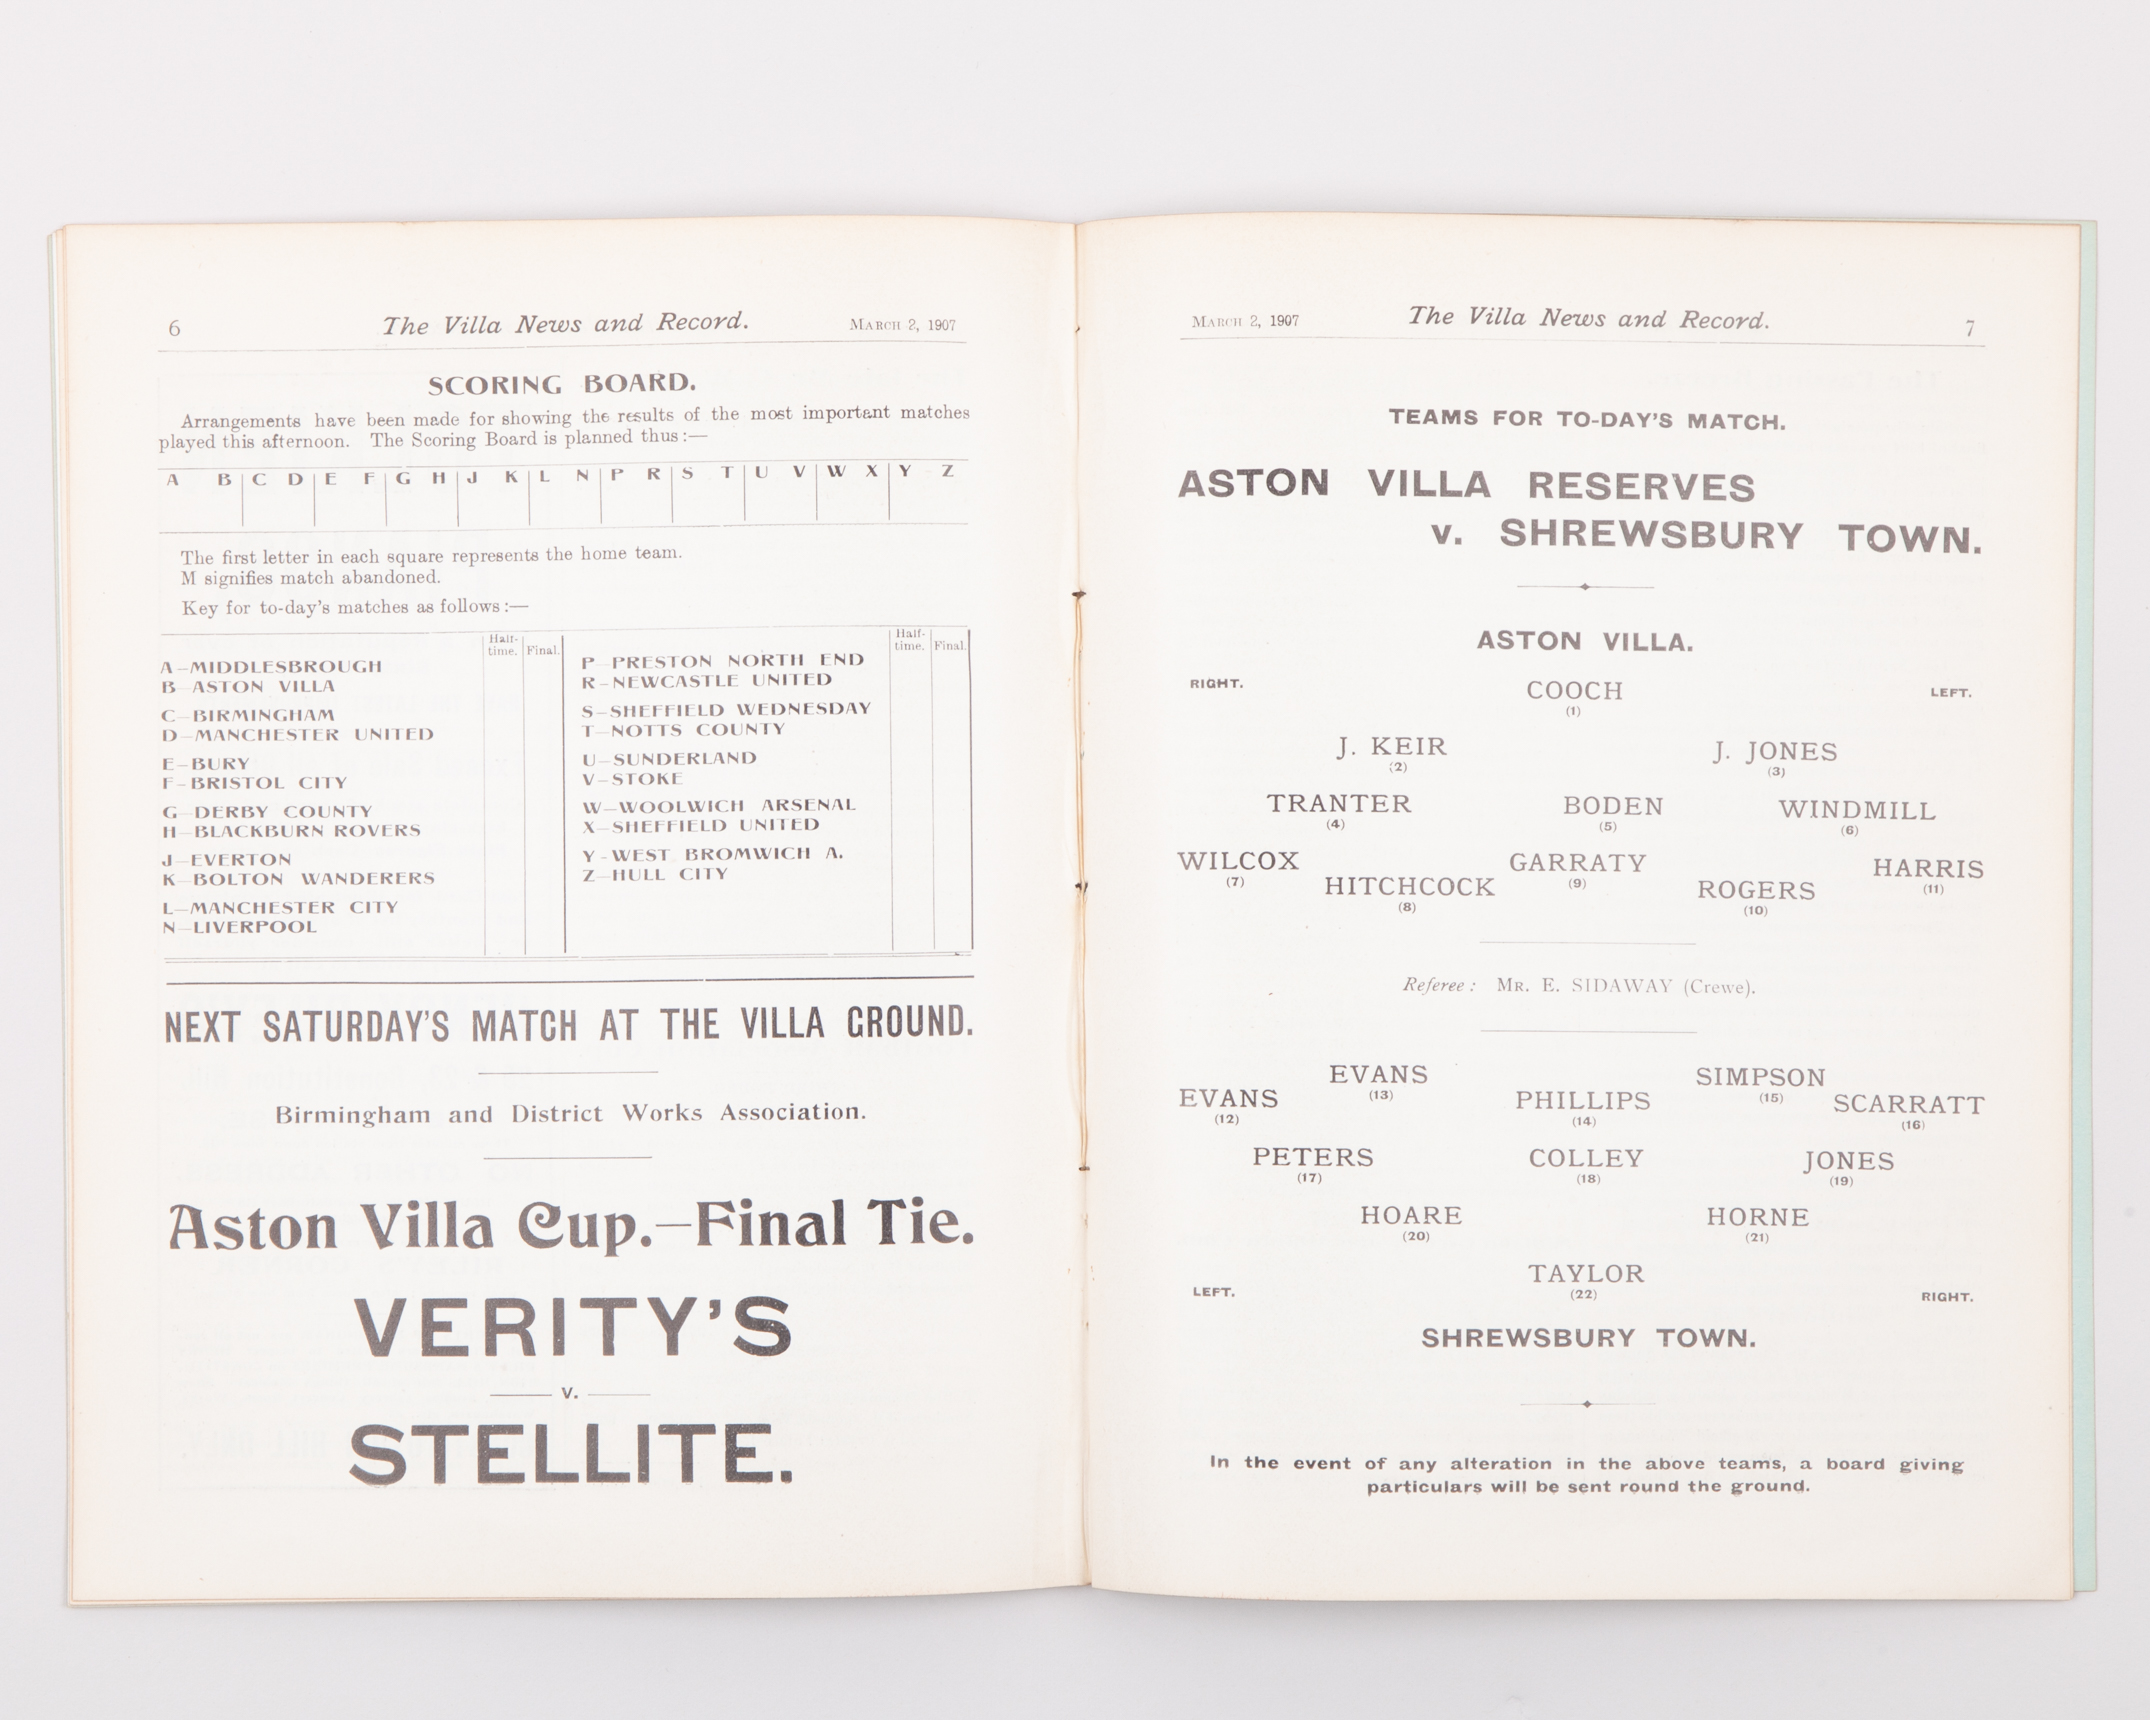 6 The Villa News and Record. March 2, 1907
SCORING BOARD.
Arrangements have been made for showing the results of the most important matches
played this afternoon. The Scoring Board is planned thus:—
A B C D E F G H J K L N P R S T U V W X Y Z
The first letter in each square represents the home team.
M signifies match abandoned.
Key for to-day's matches as follows:—
Half-time. Final.
A—MIDDLESBROUGH
B—ASTON VILLA
C—BIRMINGHAM
D—MANCHESTER UNITED
E—BURY
F—BRISTOL CITY
G—DERBY COUNTY
H—BLACKBURN ROVERS
J—EVERTON
K—BOLTON WANDERERS
L—MANCHESTER CITY
N—LIVERPOOL
Half-time. Final.
P—PRESTON NORTH END
R—NEWCASTLE UNITED
S—SHEFFIELD WEDNESDAY
T—NOTTS COUNTY
U—SUNDERLAND
V—STOKE
W—WOOLWICH ARSENAL
X—SHEFFIELD UNITED
Y—WEST BROMWICH A.
Z—HULL CITY
NEXT SATURDAY'S MATCH AT THE VILLA GROUND.
Birmingham and District Works Association.
Aston Villa Cup.—Final Tie.
VERITY'S
v.
STELLITE.
March 2, 1907 The Villa News and Record. 7
TEAMS FOR TO-DAY'S MATCH.
ASTON VILLA RESERVES
v. SHREWSBURY TOWN.
ASTON VILLA.
RIGHT. COOCH LEFT.
(1)
J. KEIR J. JONES
(2) (3)
TRANTER BODEN WINDMILL
(4) (5) (6)
WILCOX GARRATY HARRIS
(7) (9) (11)
HITCHCOCK ROGERS
(8) (10)
Referee: Mr. E. SIDAWAY (Crewe).
EVANS SIMPSON
(13) (15)
EVANS PHILLIPS SCARRATT
(12) (14) (16)
PETERS COLLEY JONES
(17) (18) (19)
HOARE HORNE
(20) (21)
TAYLOR
(22)
LEFT. RIGHT.
SHREWSBURY TOWN.
In the event of any alteration in the above teams, a board giving
particulars will be sent round the ground.